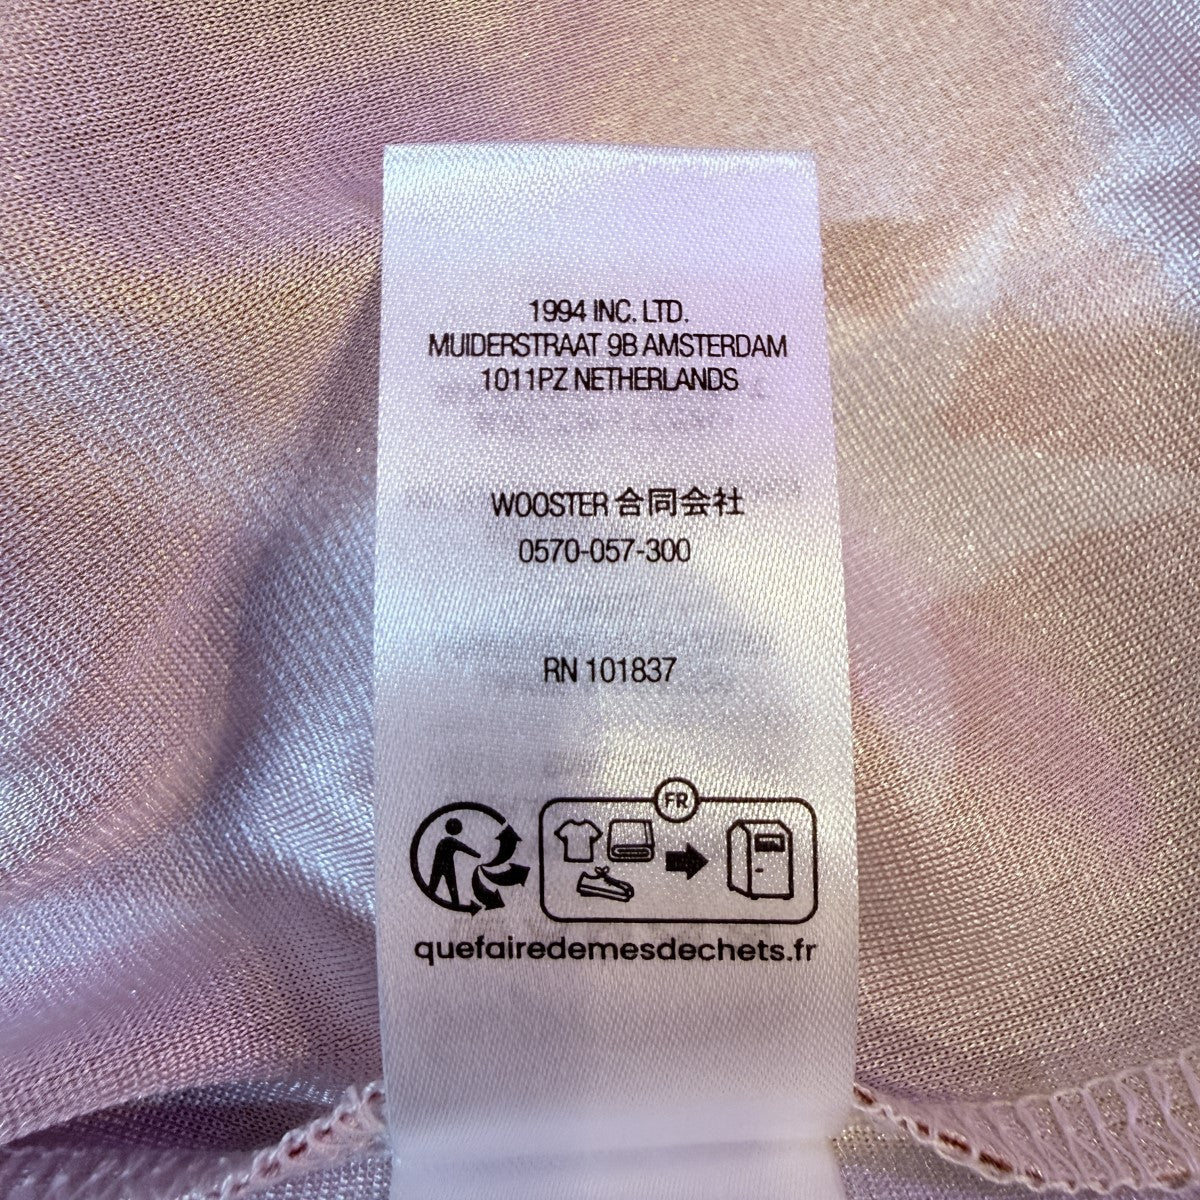 1994 INC. LTD.
MUIDERSTRAAT 9B AMSTERDAM
1011PZ NETHERLANDS
WOOSTER 合同会社
0570-057-300
RN 101837
FR
quefairedemesdechets.fr